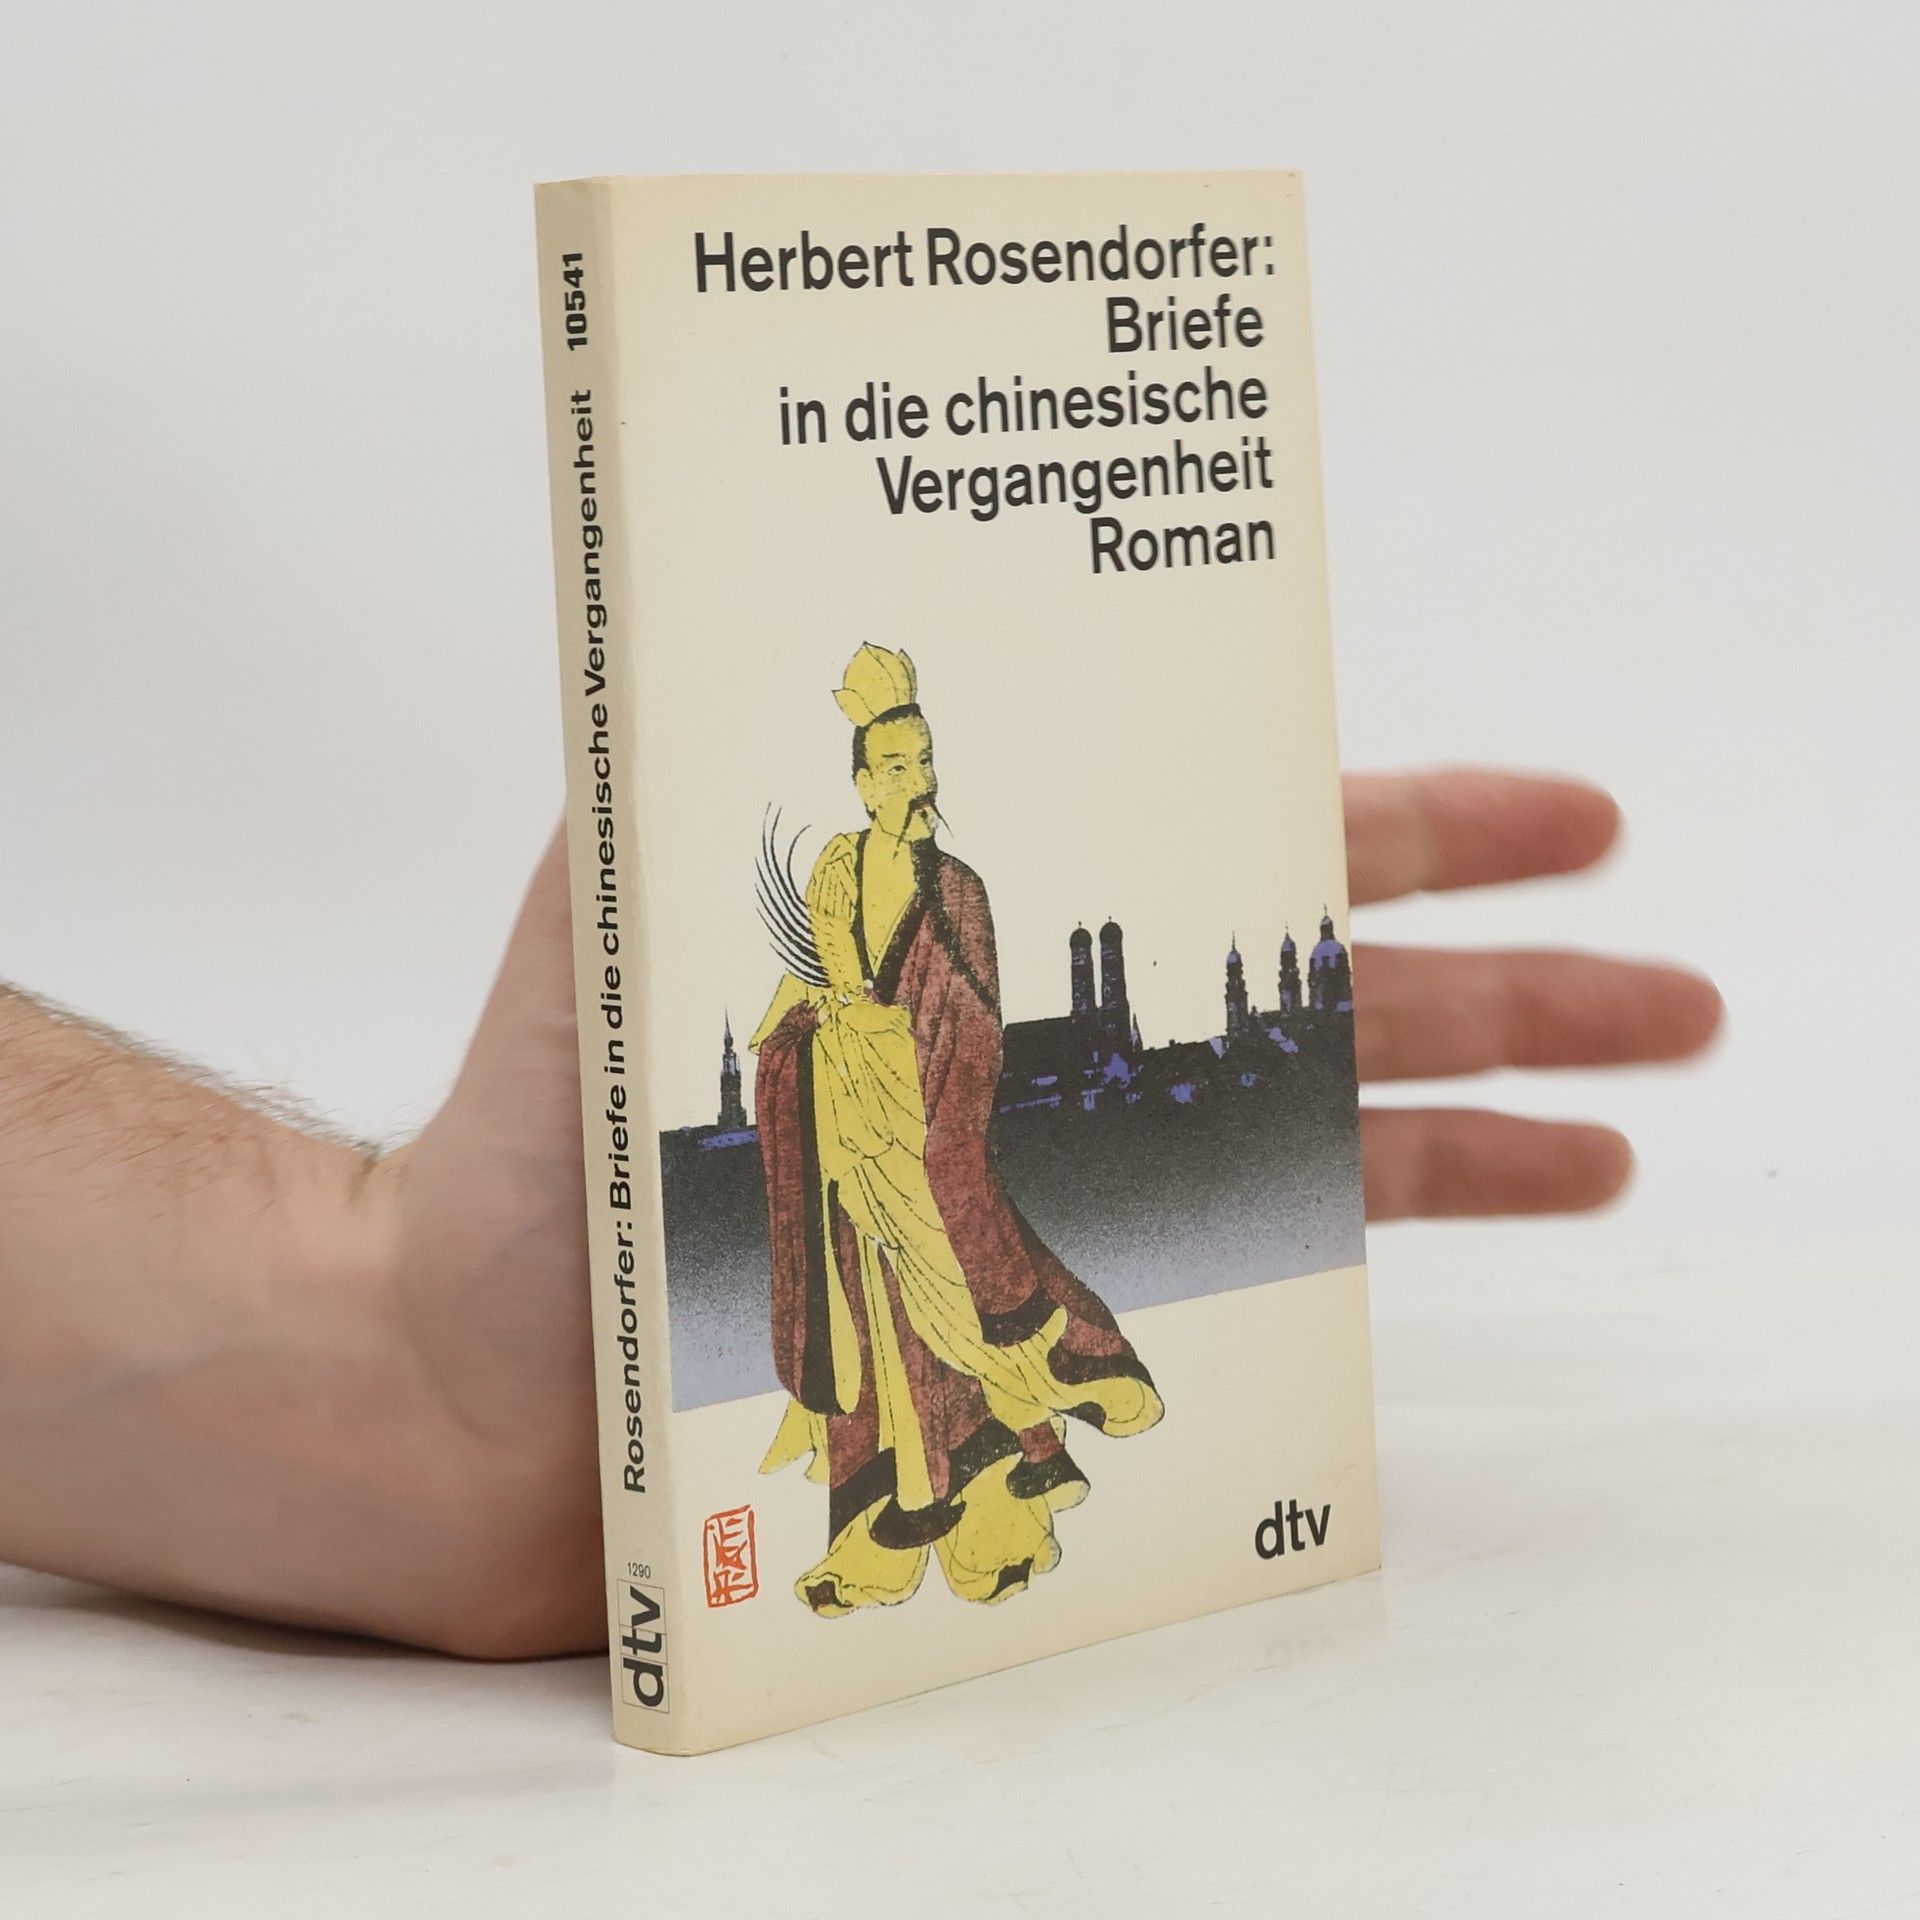 Herbert Rosendorfer:
Briefe
in die chinesische
Vergangenheit
Roman
dtv
Rosendorfer: Briefe in die chinesische Vergangenheit 10541
1290
dtv